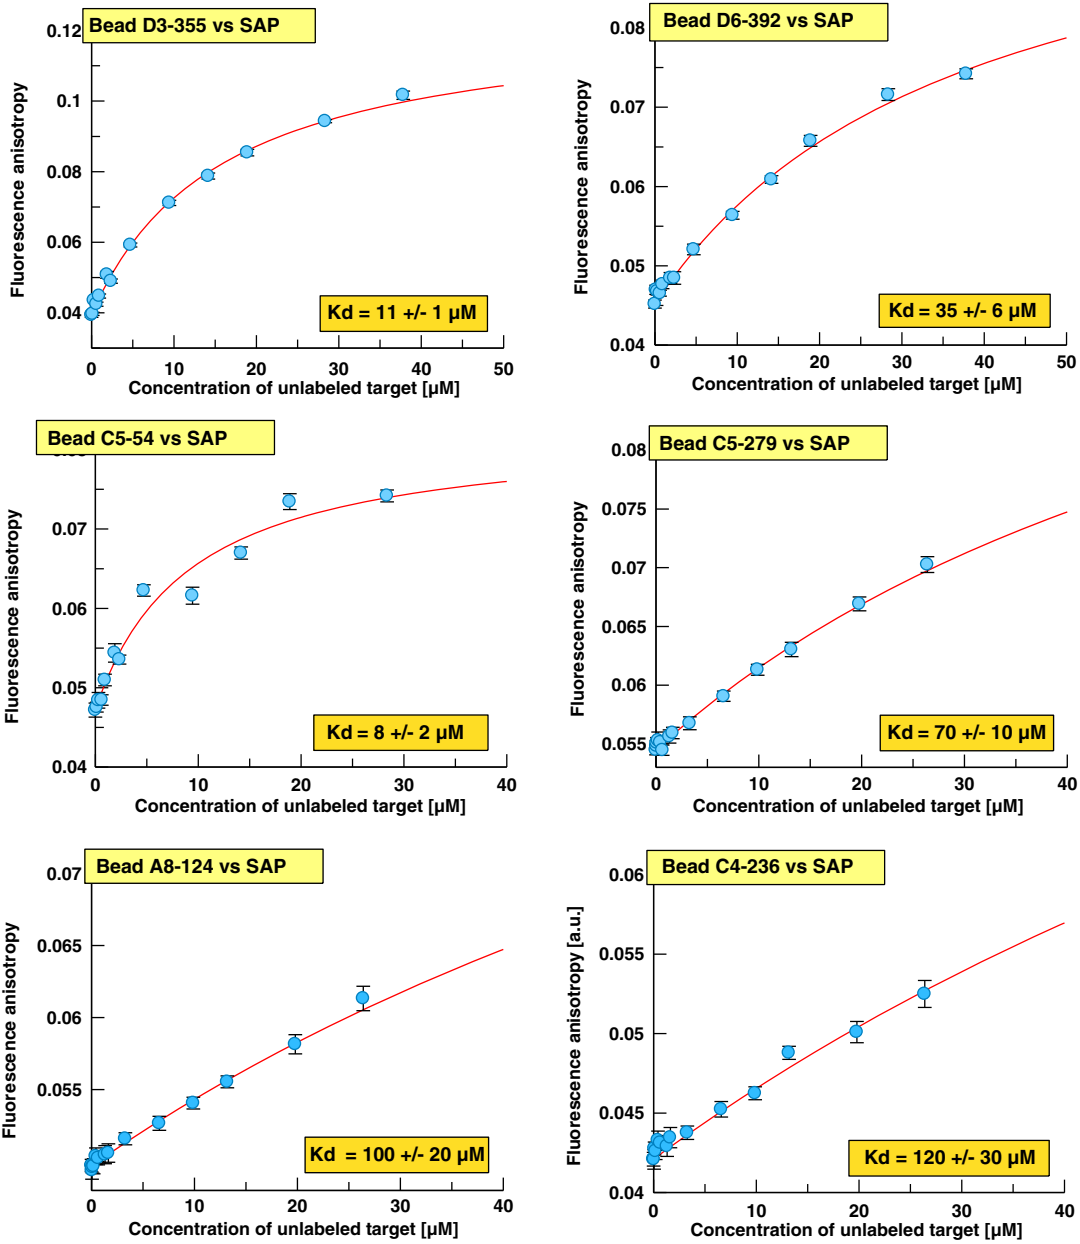 Bead D3-355 vs SAP
0.12
0.1
0.08
0.06
0.04
Fluorescence anisotropy
Kd = 11 +/- 1 µM
0 10 20 30 40 50
Concentration of unlabeled target [µM]
Bead D6-392 vs SAP
0.08
0.07
0.06
0.05
0.04
Fluorescence anisotropy
Kd = 35 +/- 6 µM
0 10 20 30 40 50
Concentration of unlabeled target [µM]
Bead C5-54 vs SAP
0.07
0.06
0.05
0.04
Fluorescence anisotropy
Kd = 8 +/- 2 µM
0 10 20 30 40
Concentration of unlabeled target [µM]
Bead C5-279 vs SAP
0.08
0.075
0.07
0.065
0.06
0.055
Fluorescence anisotropy
Kd = 70 +/- 10 µM
0 10 20 30 40
Concentration of unlabeled target [µM]
Bead A8-124 vs SAP
0.07
0.065
0.06
0.055
Fluorescence anisotropy
Kd = 100 +/- 20 µM
0 10 20 30 40
Concentration of unlabeled target [µM]
Bead C4-236 vs SAP
0.06
0.055
0.05
0.045
0.04
Fluorescence anisotropy [a.u.]
Kd = 120 +/- 30 µM
0 10 20 30 40
Concentration of unlabeled target [µM]